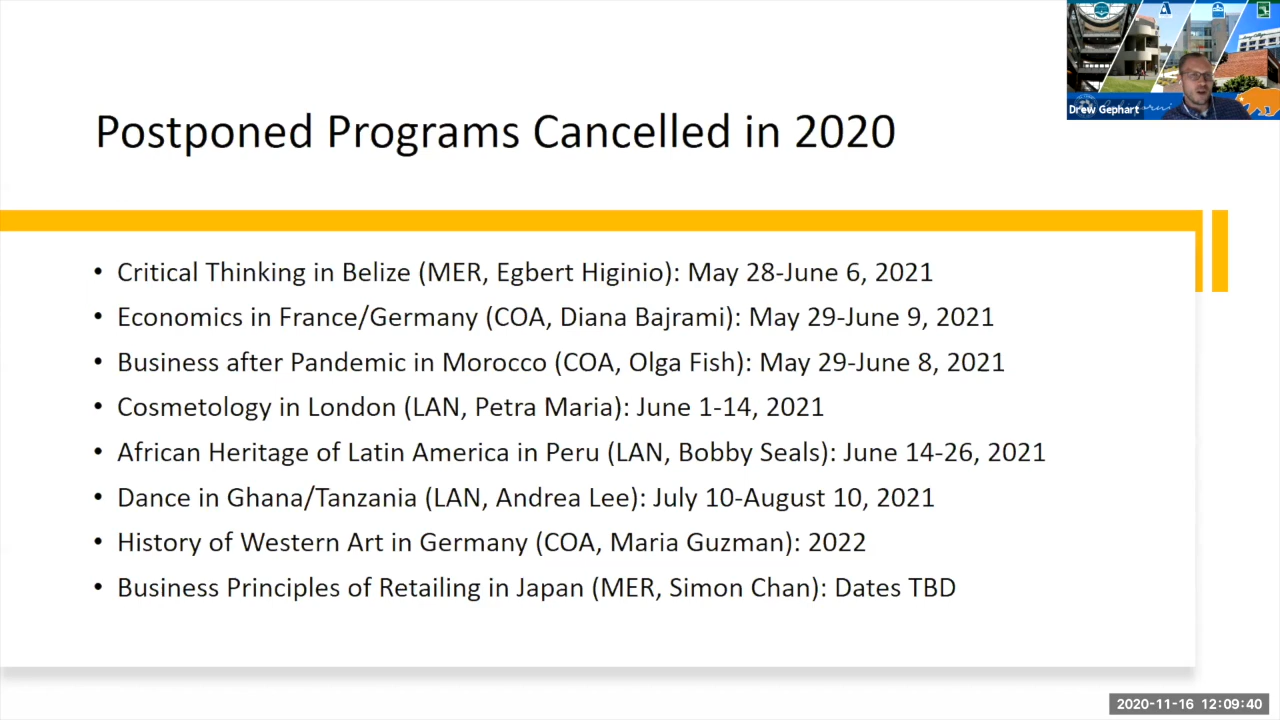 Drew Gephart
Postponed Programs Cancelled in 2020
• Critical Thinking in Belize (MER, Egbert Higinio): May 28-June 6, 2021
• Economics in France/Germany (COA, Diana Bajrami): May 29-June 9, 2021
• Business after Pandemic in Morocco (COA, Olga Fish): May 29-June 8, 2021
• Cosmetology in London (LAN, Petra Maria): June 1-14, 2021
• African Heritage of Latin America in Peru (LAN, Bobby Seals): June 14-26, 2021
• Dance in Ghana/Tanzania (LAN, Andrea Lee): July 10-August 10, 2021
• History of Western Art in Germany (COA, Maria Guzman): 2022
• Business Principles of Retailing in Japan (MER, Simon Chan): Dates TBD
2020-11-16 12:09:40